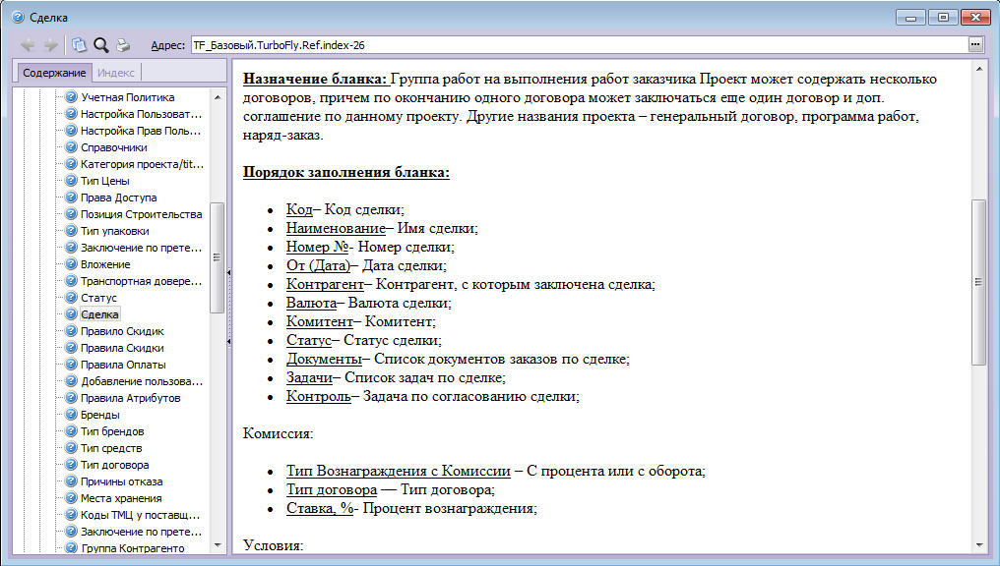 Сделка
Адрес: TF_Базовый.TurboFly.Ref.index-26
Содержание Индекс
Учетная Политика
Настройка Пользоват...
Настройка Прав Поль...
Справочники
Категория проекта/tit...
Тип Цены
Права Доступа
Позиция Строительства
Тип упаковки
Заключение по прете...
Вложение
Транспортная довере...
Статус
Сделка
Правило Скидик
Правила Скидки
Правила Оплаты
Добавление пользова...
Правила Атрибутов
Бренды
Тип брендов
Тип средств
Тип договора
Причины отказа
Места хранения
Коды ТМЦ у поставщ...
Заключение по прете...
Группа Контрагенто
Назначение бланка: Группа работ на выполнения работ заказчика Проект может содержать несколько
договоров, причем по окончанию одного договора может заключаться еще один договор и доп.
соглашение по данному проекту. Другие названия проекта – генеральный договор, программа работ,
наряд-заказ.
Порядок заполнения бланка:
• Код– Код сделки;
• Наименование– Имя сделки;
• Номер №- Номер сделки;
• От (Дата)– Дата сделки;
• Контрагент– Контрагент, с которым заключена сделка;
• Валюта– Валюта сделки;
• Комитент– Комитент;
• Статус– Статус сделки;
• Документы– Список документов заказов по сделке;
• Задачи– Список задач по сделке;
• Контроль– Задача по согласованию сделки;
Комиссия:
• Тип Вознаграждения с Комиссии – С процента или с оборота;
• Тип договора — Тип договора;
• Ставка, %- Процент вознаграждения;
Условия: